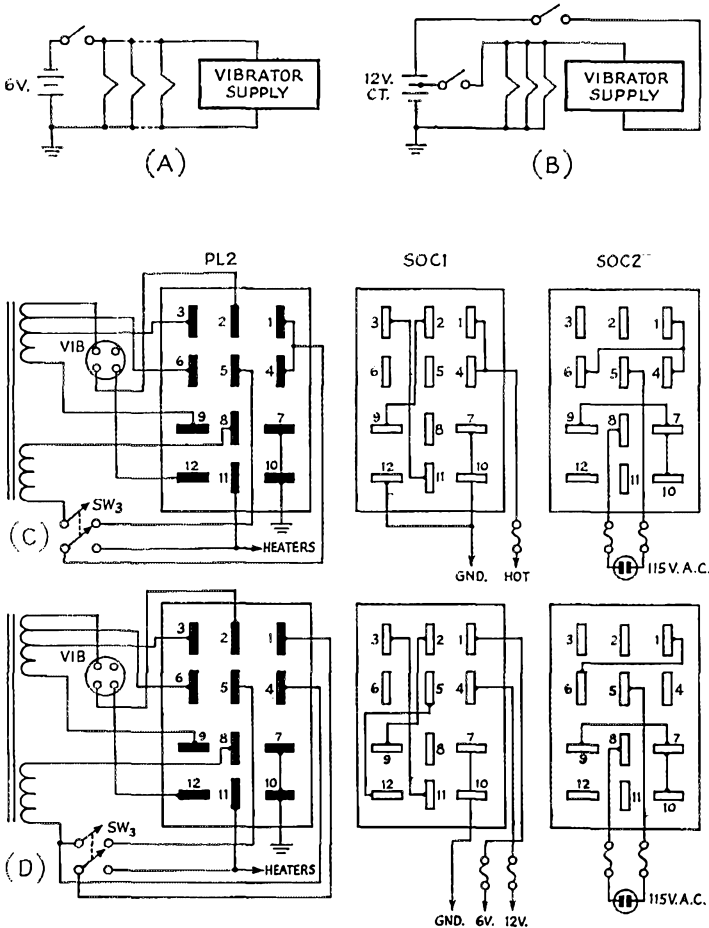 6V.
VIBRATOR
SUPPLY
(A)
12V.
CT.
VIBRATOR
SUPPLY
(B)
PL2
SOC1
SOC2
VIB
3 2 1
6 5 4
9 8 7
12 11 10
SW3
HEATERS
(C)
3 2 1
6 5 4
9 8 7
12 11 10
GND. HOT
3 2 1
6 5 4
9 8 7
12 11 10
115V. A.C.
VIB
3 2 1
6 5 4
9 8 7
12 11 10
SW3
HEATERS
(D)
3 2 1
6 5 4
9 8 7
12 11 10
GND. 6V. 12V.
3 2 1
6 5 4
9 8 7
12 11 10
115V. A.C.